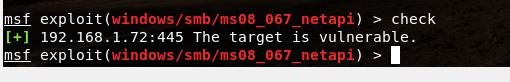 msf exploit(windows/smb/ms08_067_netapi) > check
[+] 192.168.1.72:445 The target is vulnerable.
msf exploit(windows/smb/ms08_067_netapi) >